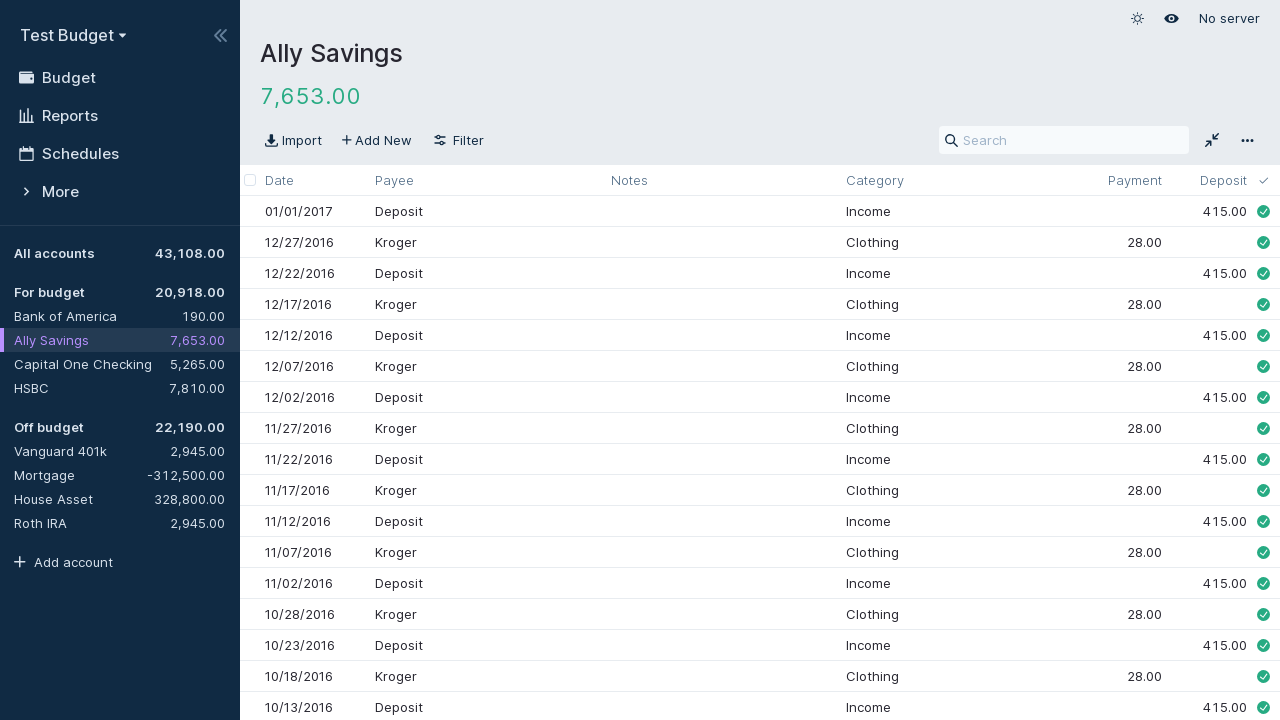 Test Budget
Budget
Reports
Schedules
More
All accounts 43,108.00
For budget 20,918.00
Bank of America 190.00
Ally Savings 7,653.00
Capital One Checking 5,265.00
HSBC 7,810.00
Off budget 22,190.00
Vanguard 401k 2,945.00
Mortgage -312,500.00
House Asset 328,800.00
Roth IRA 2,945.00
Add account
No server
Ally Savings
7,653.00
Import Add New Filter Search
Date Payee Notes Category Payment Deposit
01/01/2017 Deposit Income 415.00
12/27/2016 Kroger Clothing 28.00
12/22/2016 Deposit Income 415.00
12/17/2016 Kroger Clothing 28.00
12/12/2016 Deposit Income 415.00
12/07/2016 Kroger Clothing 28.00
12/02/2016 Deposit Income 415.00
11/27/2016 Kroger Clothing 28.00
11/22/2016 Deposit Income 415.00
11/17/2016 Kroger Clothing 28.00
11/12/2016 Deposit Income 415.00
11/07/2016 Kroger Clothing 28.00
11/02/2016 Deposit Income 415.00
10/28/2016 Kroger Clothing 28.00
10/23/2016 Deposit Income 415.00
10/18/2016 Kroger Clothing 28.00
10/13/2016 Deposit Income 415.00